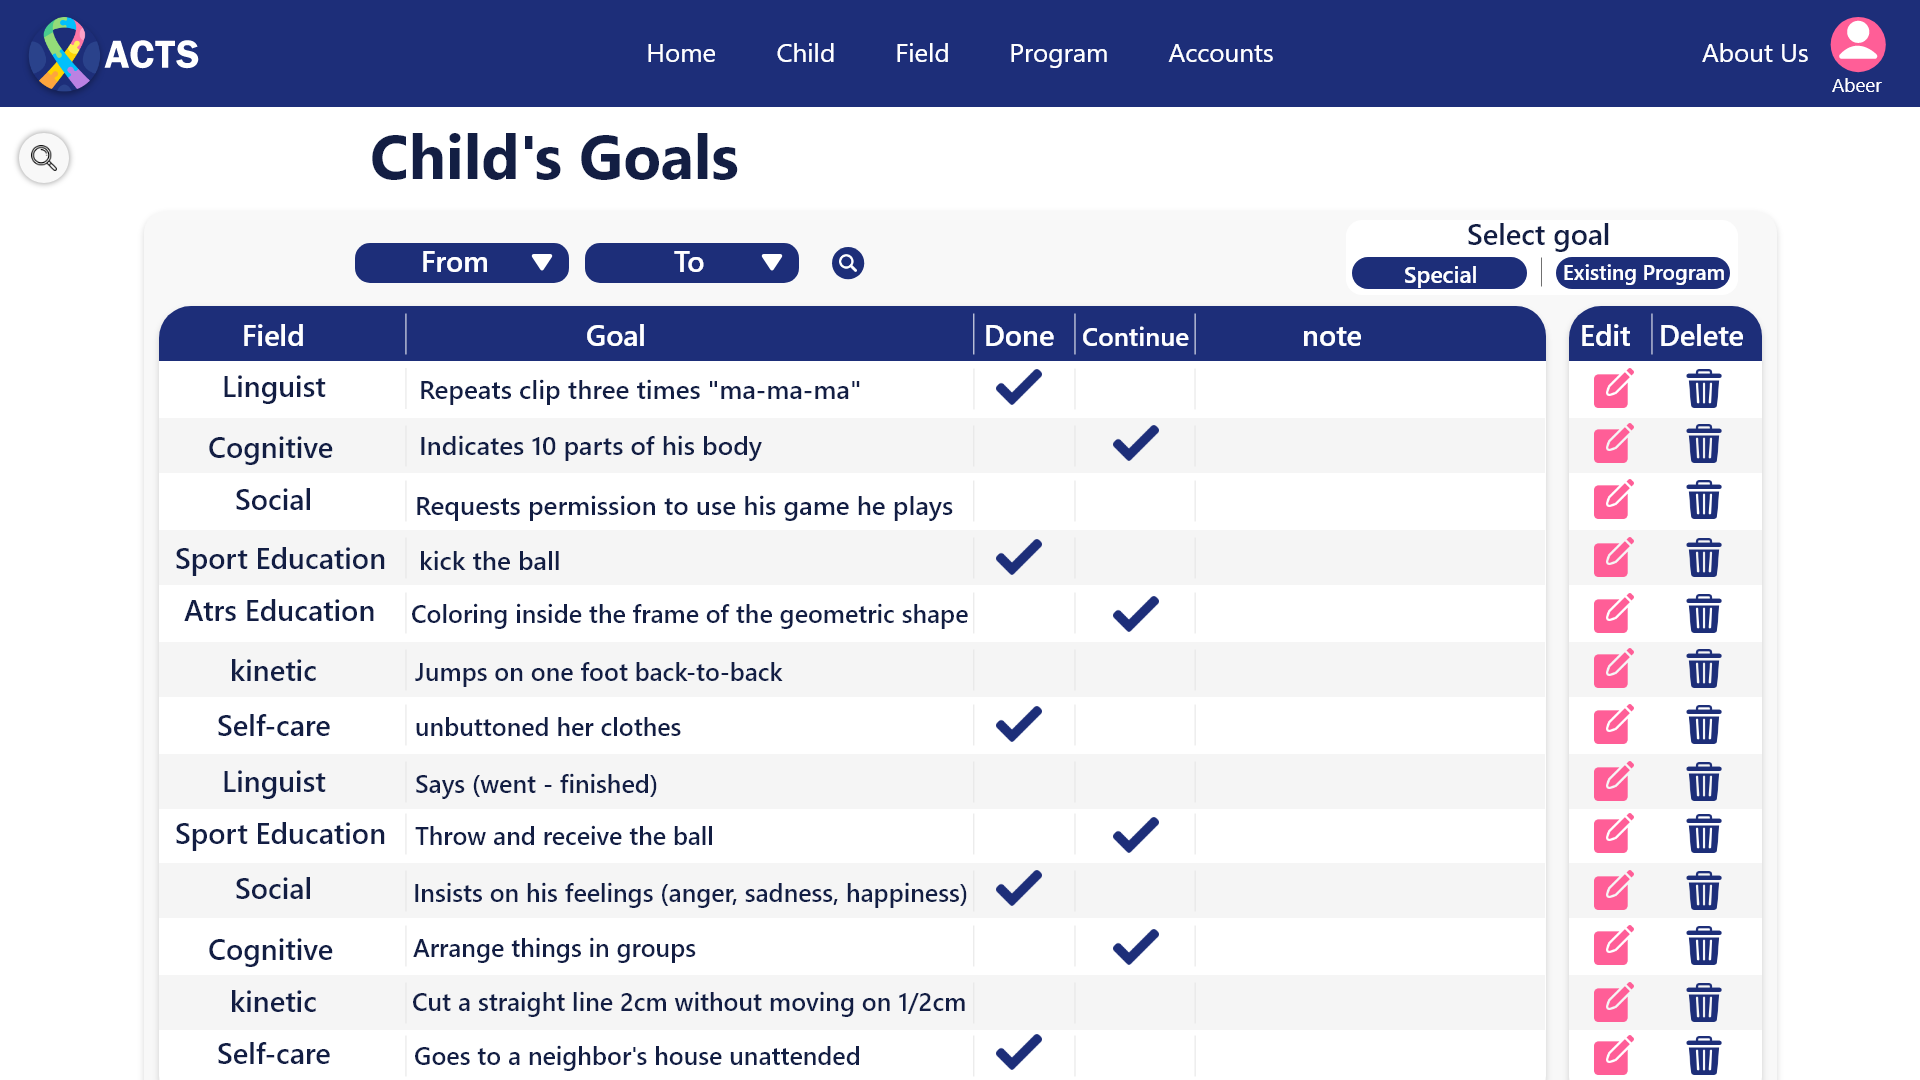 ACTS
Home Child Field Program Accounts About Us
Abeer
Child's Goals
From To
Select goal
Special Existing Program
Field Goal Done Continue note Edit Delete
Linguist Repeats clip three times "ma-ma-ma"
Cognitive Indicates 10 parts of his body
Social Requests permission to use his game he plays
Sport Education kick the ball
Atrs Education Coloring inside the frame of the geometric shape
kinetic Jumps on one foot back-to-back
Self-care unbuttoned her clothes
Linguist Says (went - finished)
Sport Education Throw and receive the ball
Social Insists on his feelings (anger, sadness, happiness)
Cognitive Arrange things in groups
kinetic Cut a straight line 2cm without moving on 1/2cm
Self-care Goes to a neighbor's house unattended